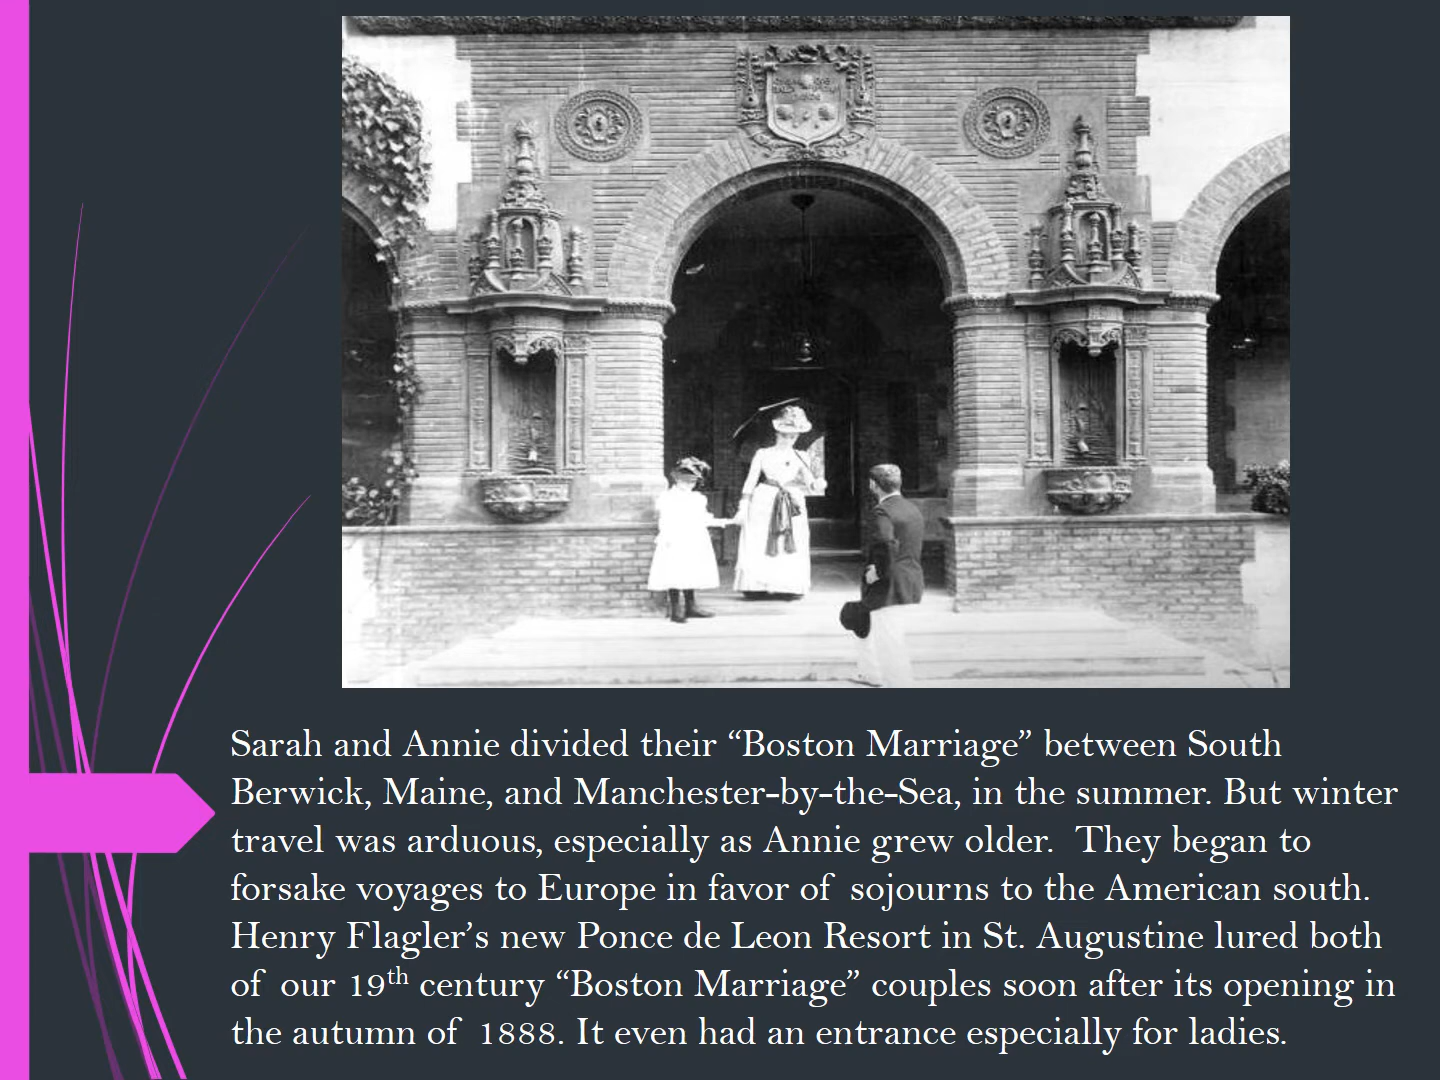 Sarah and Annie divided their “Boston Marriage” between South
Berwick, Maine, and Manchester-by-the-Sea, in the summer. But winter
travel was arduous, especially as Annie grew older.  They began to
forsake voyages to Europe in favor of sojourns to the American south.
Henry Flagler’s new Ponce de Leon Resort in St. Augustine lured both
of our 19th century “Boston Marriage” couples soon after its opening in
the autumn of 1888. It even had an entrance especially for ladies.